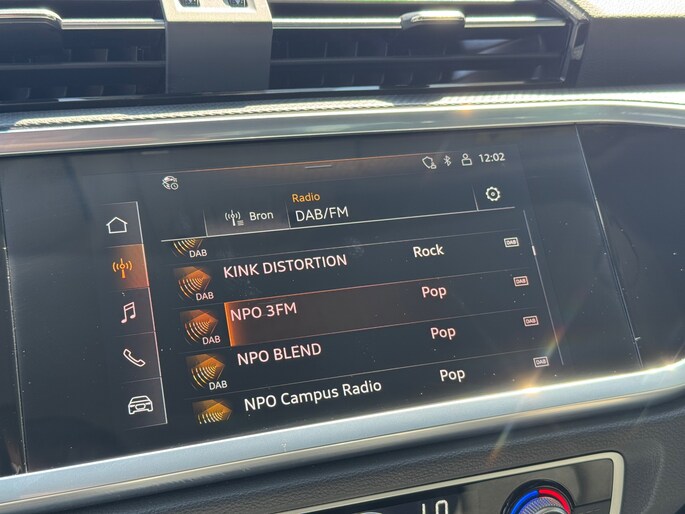 12:02
Radio
Bron DAB/FM
DAB
KINK DISTORTION Rock DAB
DAB
NPO 3FM Pop DAB
DAB
NPO BLEND Pop DAB
DAB
NPO Campus Radio Pop DAB